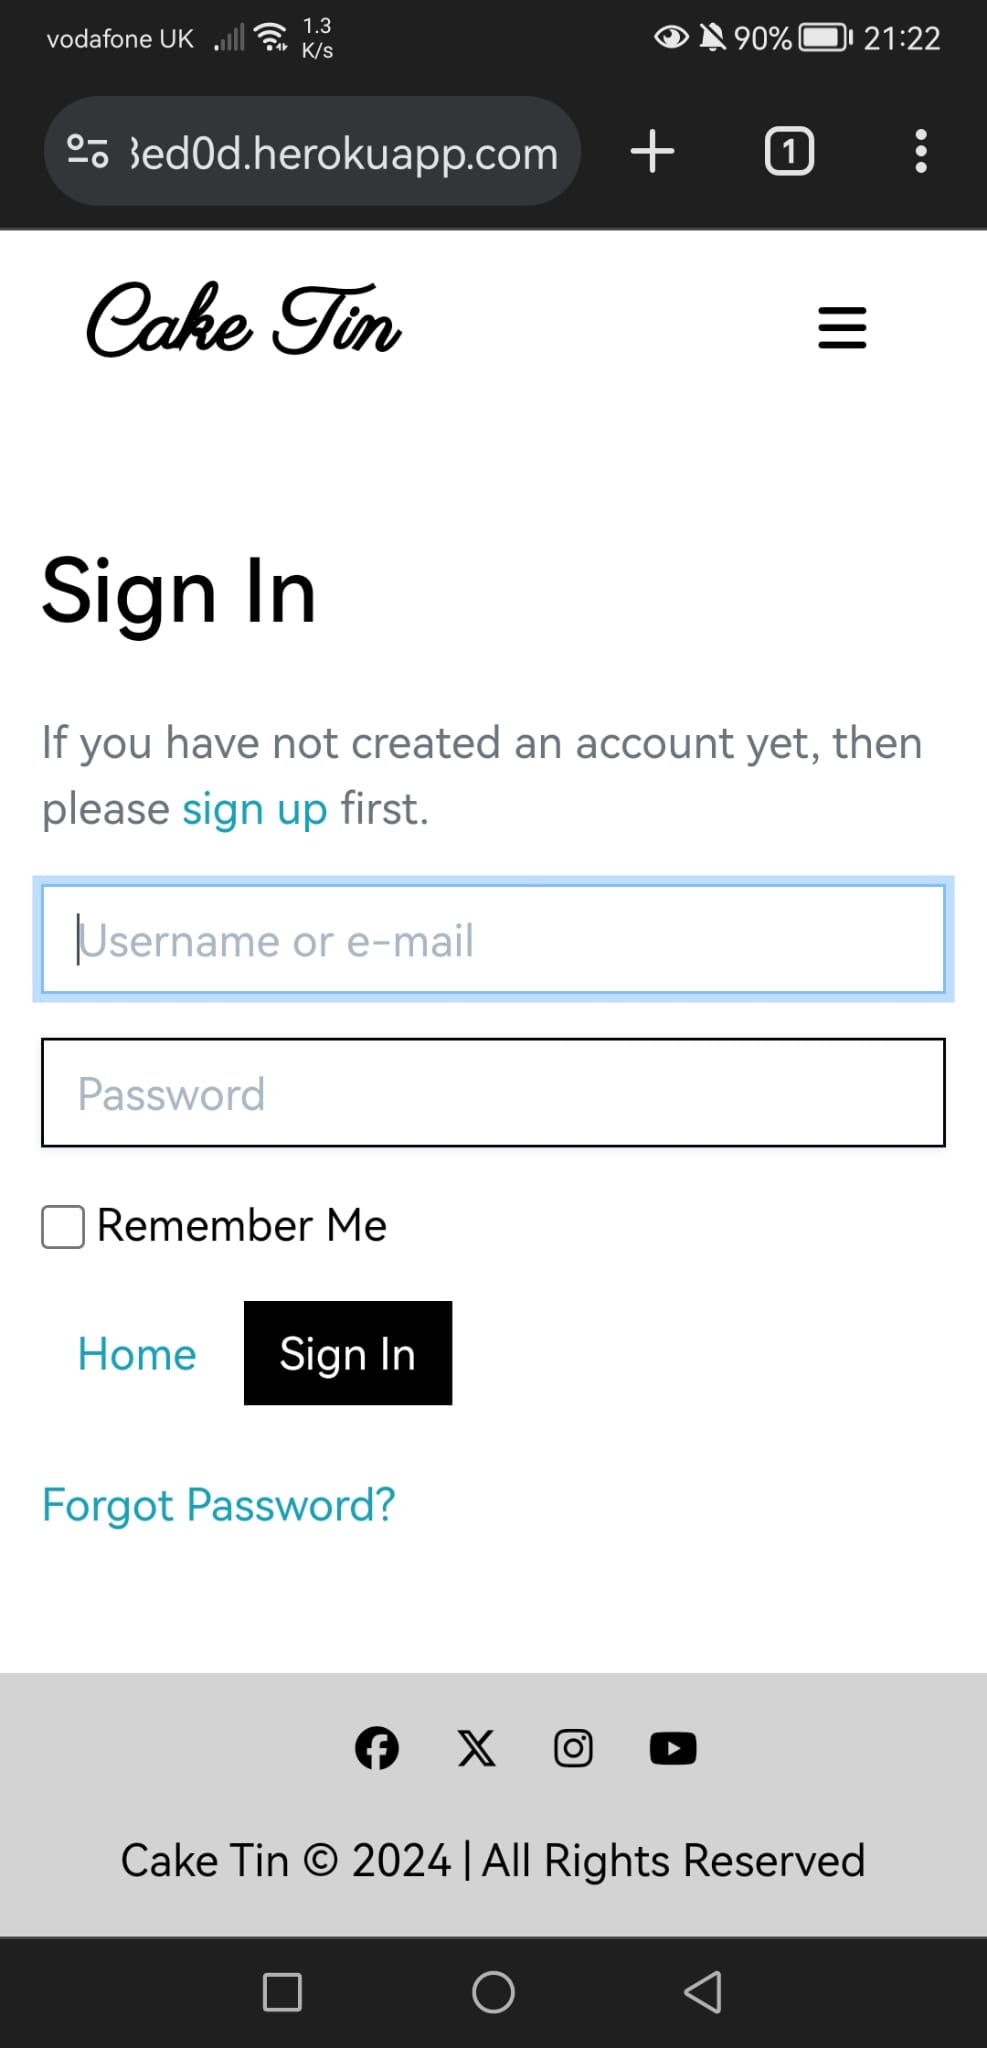 vodafone UK 1.3 K/s 90% 21:22
3ed0d.herokuapp.com 1
Cake Tin
Sign In
If you have not created an account yet, then
please sign up first.
Username or e-mail
Password
Remember Me
Home Sign In
Forgot Password?
Cake Tin © 2024 | All Rights Reserved